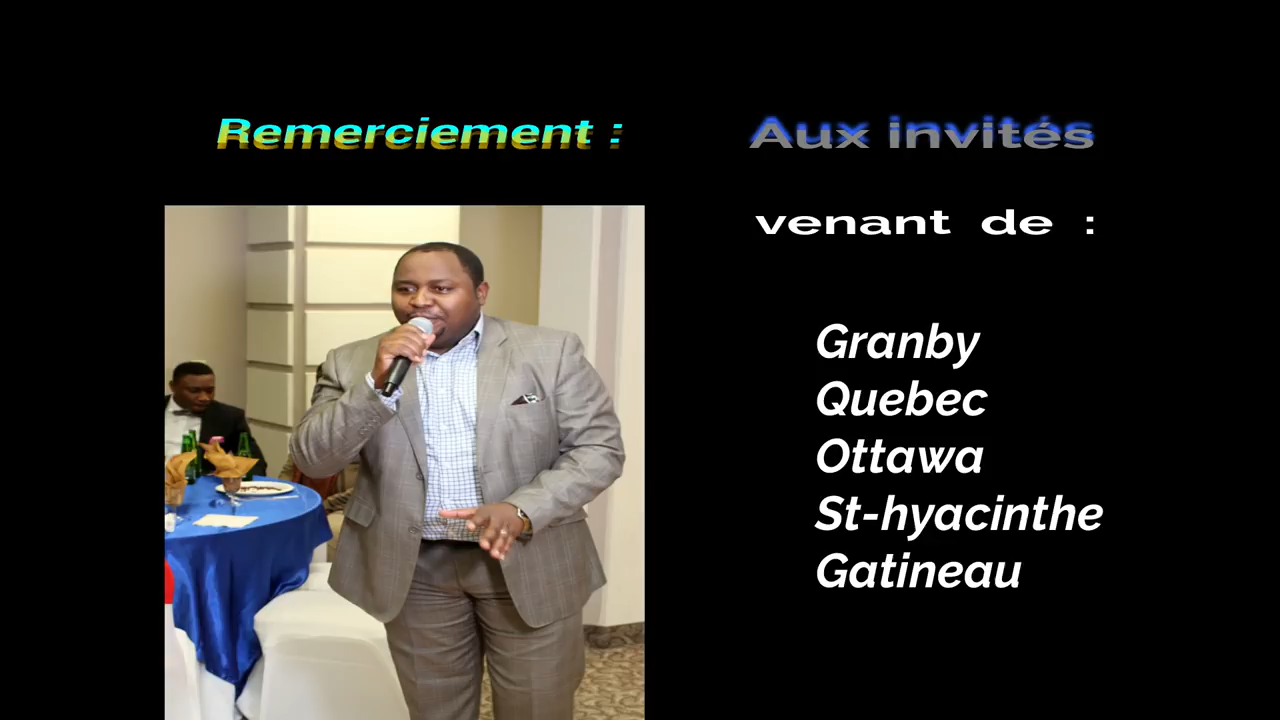 Remerciement :
Aux invités
venant de :
Granby
Quebec
Ottawa
St-hyacinthe
Gatineau